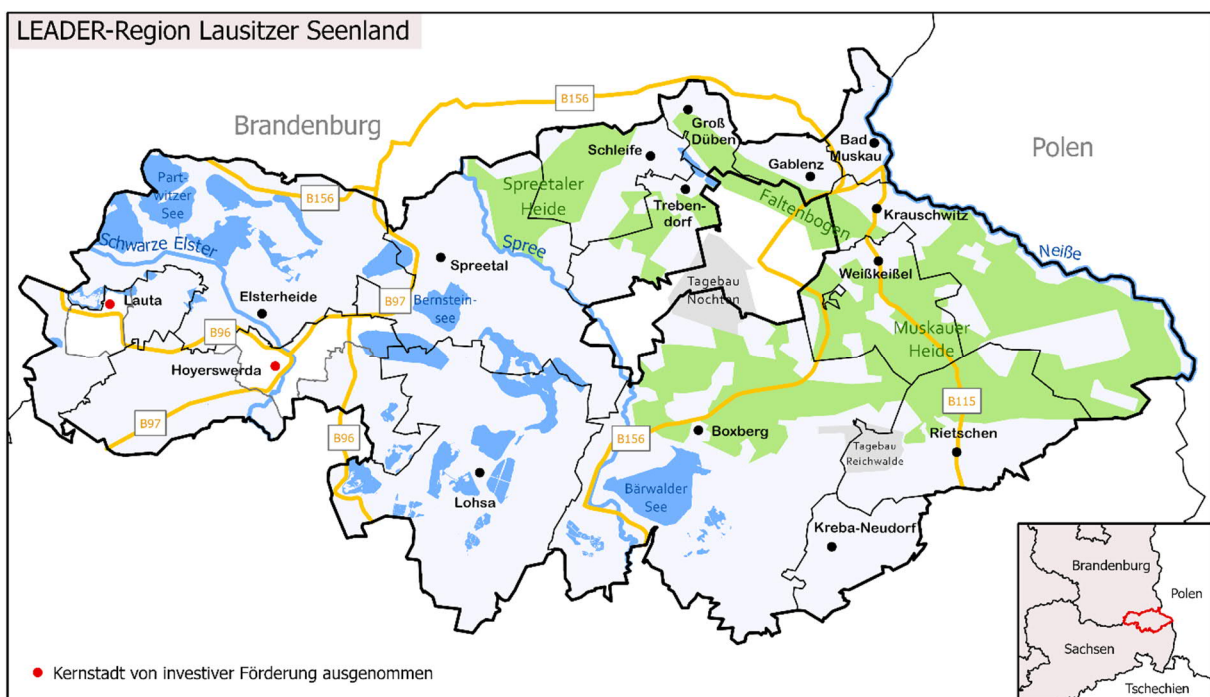 LEADER-Region Lausitzer Seenland
Brandenburg
Polen
B156
Groß
Düben
Bad
Muskau
Schleife
Gablenz
Part-
witzer
See
B156
Spreetaler
Heide
Treben-
dorf
Faltenbogen
Krauschwitz
Schwarze Elster
Spree
Neiße
Spreetal
Weißkeißel
Tagebau
Nochten
Lauta
Elsterheide
B97
Bernstein-
see
B96
Muskauer
Heide
Hoyerswerda
B97
B96
B156
Boxberg
B115
Rietschen
Tagebau
Reichwalde
Lohsa
Bärwalder
See
Kreba-Neudorf
Brandenburg
Polen
Sachsen
Tschechien
Kernstadt von investiver Förderung ausgenommen